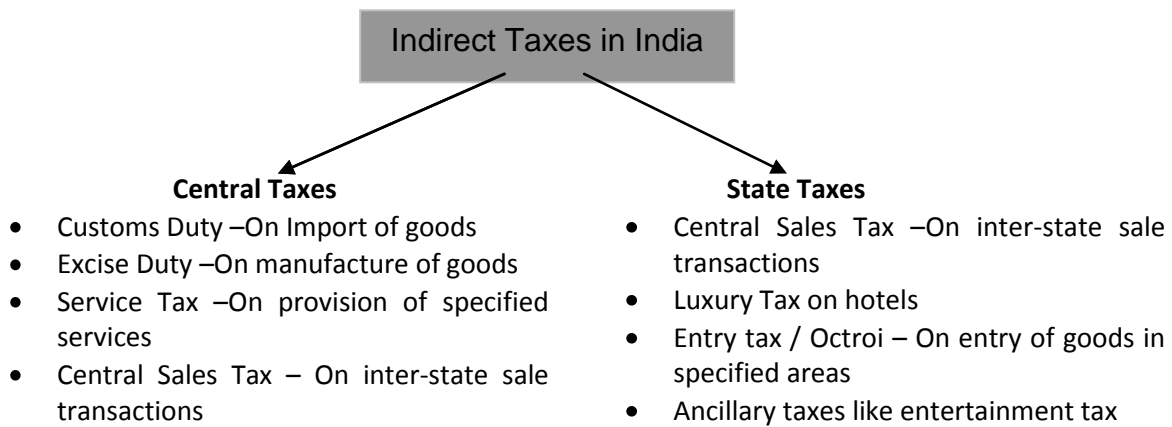 Indirect Taxes in India
Central Taxes
• Customs Duty –On Import of goods
• Excise Duty –On manufacture of goods
• Service Tax –On provision of specified
services
• Central Sales Tax – On inter-state sale
transactions
State Taxes
• Central Sales Tax –On inter-state sale
transactions
• Luxury Tax on hotels
• Entry tax / Octroi – On entry of goods in
specified areas
• Ancillary taxes like entertainment tax